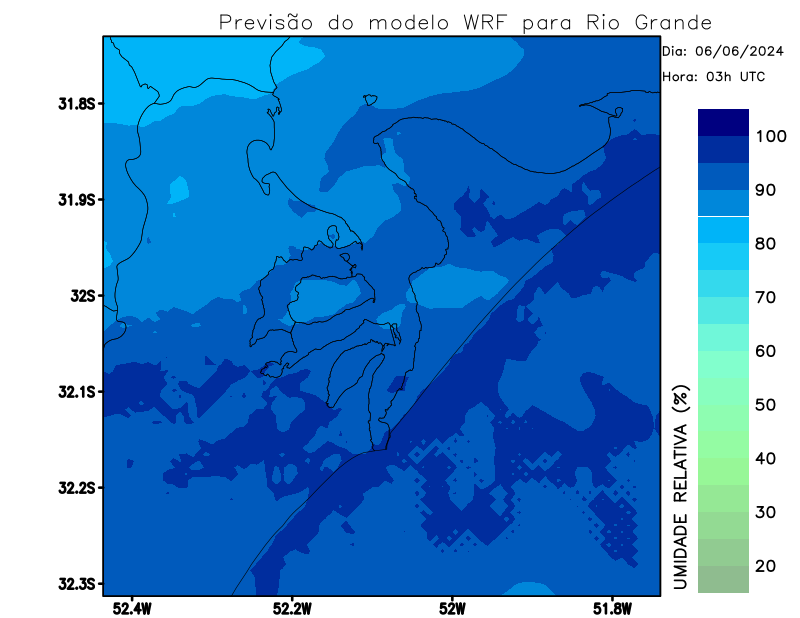 Previsão do modelo WRF para Rio Grande
Dia: 06/06/2024
Hora: 03h UTC
31.8S
31.9S
32S
32.1S
32.2S
32.3S
52.4W
52.2W
52W
51.8W
100
90
80
70
60
50
40
30
20
UMIDADE RELATIVA (%)